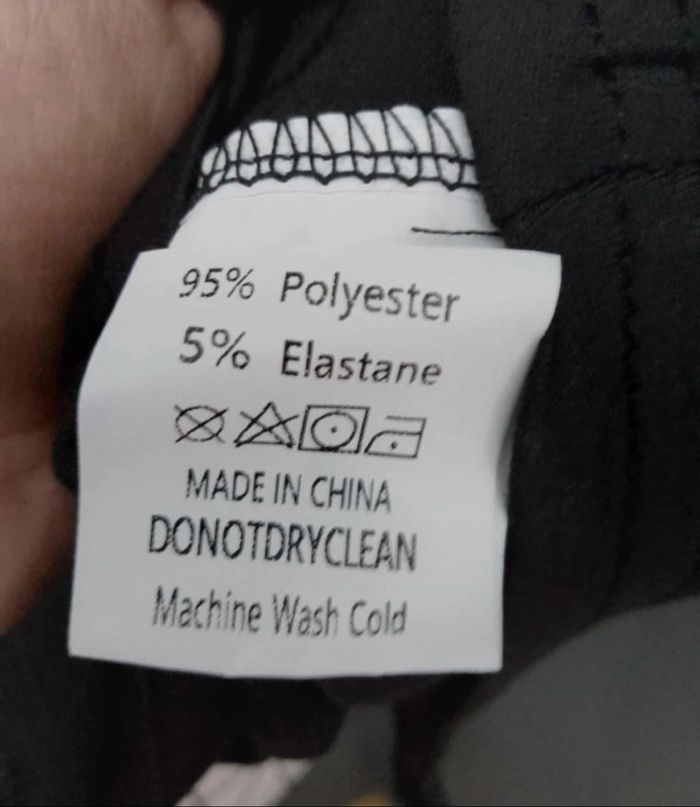 95% Polyester
5% Elastane
MADE IN CHINA
DONOTDRYCLEAN
Machine Wash Cold